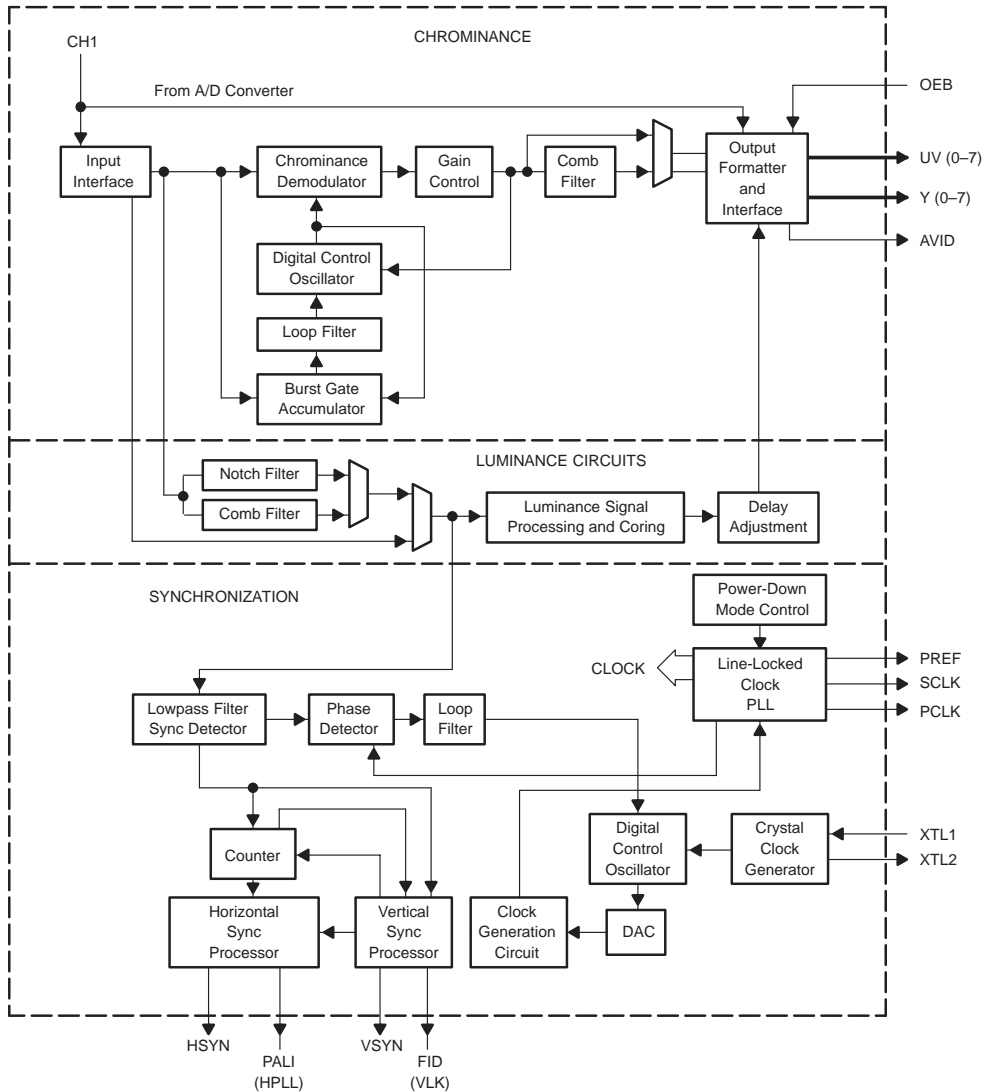 CHROMINANCE
CH1
From A/D Converter
OEB
Input
Interface
Chrominance
Demodulator
Gain
Control
Comb
Filter
Output
Formatter
and
Interface
UV (0–7)
Y (0–7)
AVID
Digital Control
Oscillator
Loop Filter
Burst Gate
Accumulator
LUMINANCE CIRCUITS
Notch Filter
Comb Filter
Luminance Signal
Processing and Coring
Delay
Adjustment
SYNCHRONIZATION
Power-Down
Mode Control
CLOCK
Line-Locked
Clock
PLL
PREF
SCLK
PCLK
Lowpass Filter
Sync Detector
Phase
Detector
Loop
Filter
Counter
Digital
Control
Oscillator
Crystal
Clock
Generator
XTL1
XTL2
Horizontal
Sync
Processor
Vertical
Sync
Processor
Clock
Generation
Circuit
DAC
HSYN
PALI
(HPLL)
VSYN
FID
(VLK)